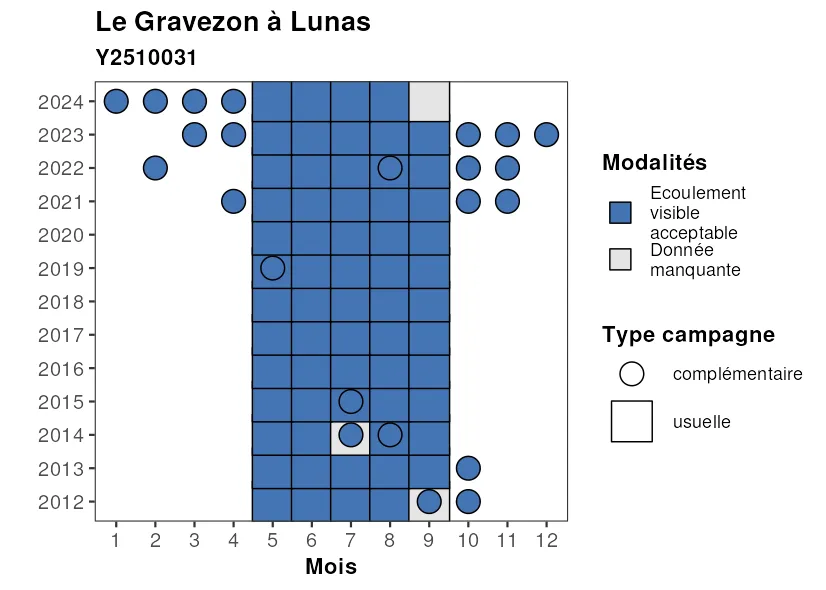 Le Gravezon à Lunas
Y2510031
2024
2023
2022
2021
2020
2019
2018
2017
2016
2015
2014
2013
2012
1 2 3 4 5 6 7 8 9 10 11 12
Mois
Modalités
Ecoulement
visible
acceptable
Donnée
manquante
Type campagne
complémentaire
usuelle